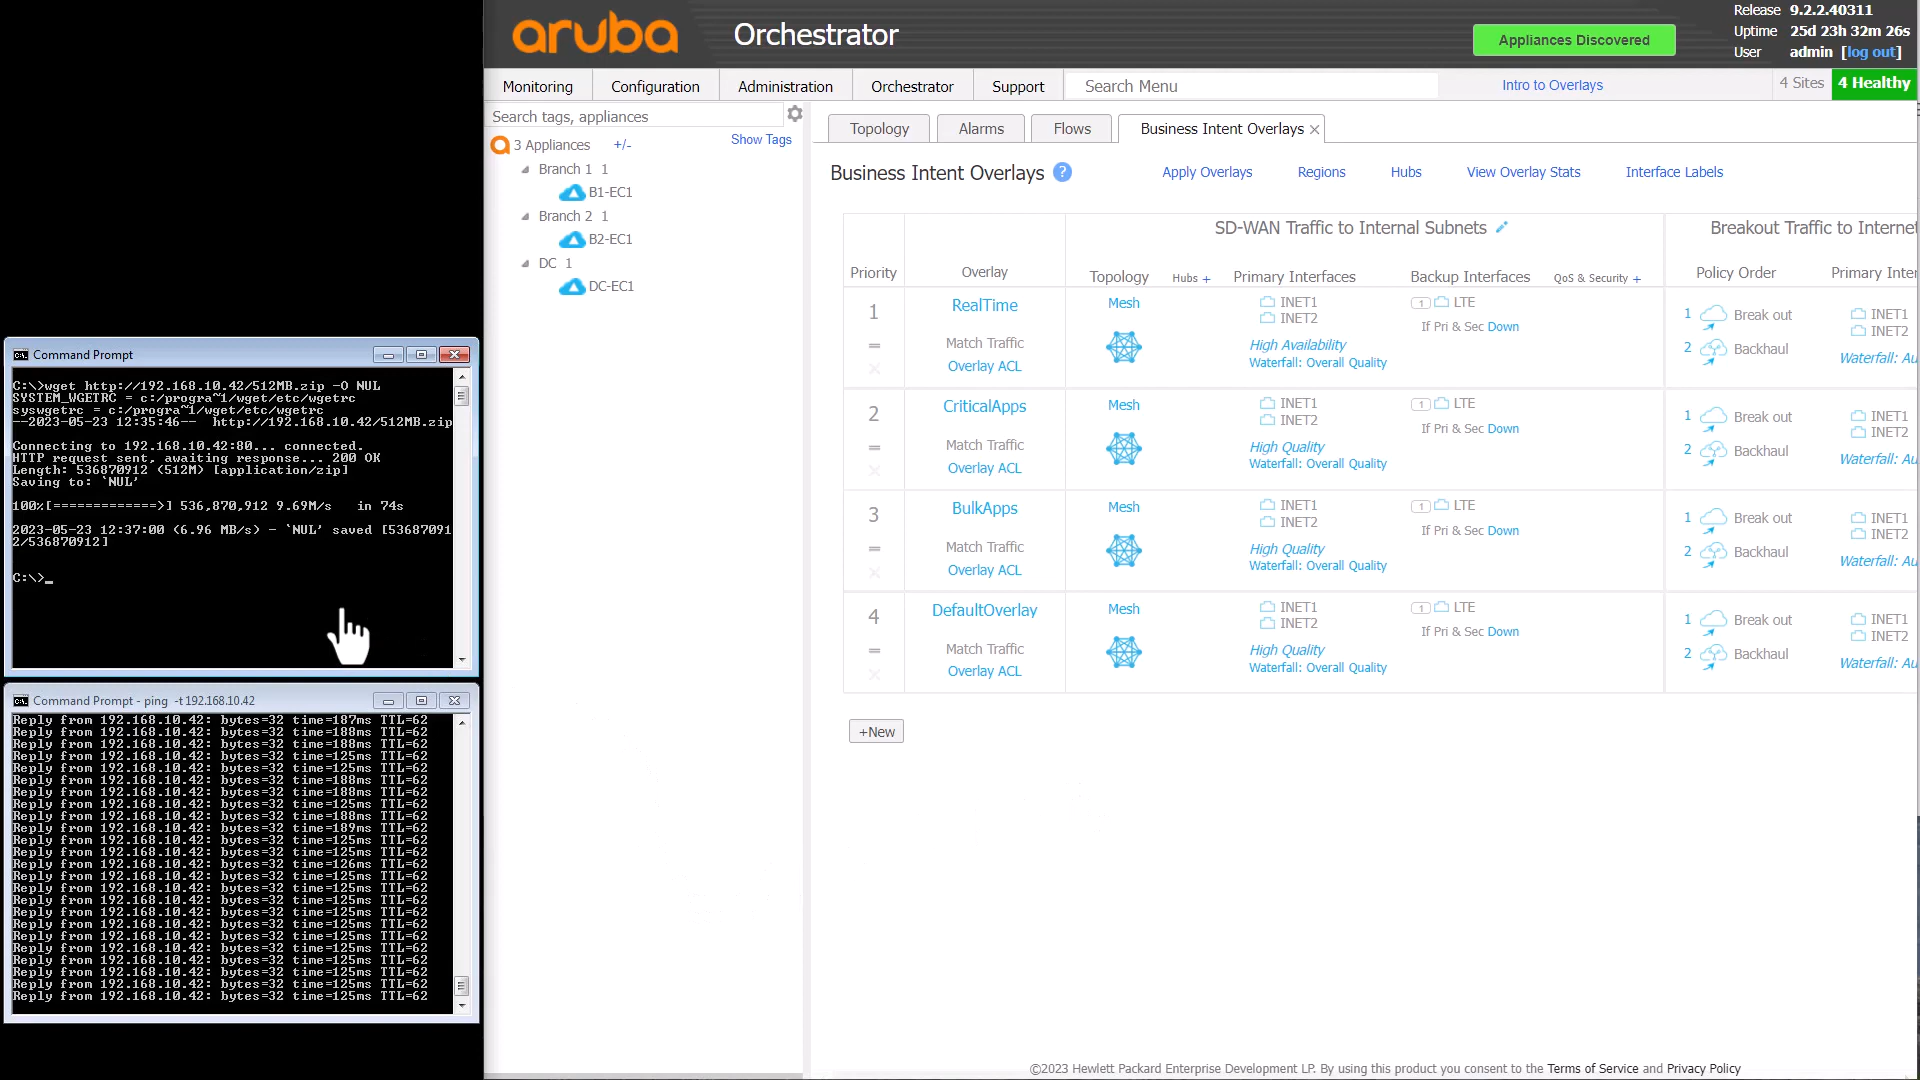 aruba
Orchestrator
Appliances Discovered
Release 9.2.2.40311
Uptime 25d 23h 32m 26s
User admin [log out]
Monitoring
Configuration
Administration
Orchestrator
Support
Search Menu
Intro to Overlays
4 Sites
4 Healthy
Search tags, appliances
3 Appliances +/-
Show Tags
Branch 1 1
B1-EC1
Branch 2 1
B2-EC1
DC 1
DC-EC1
Topology
Alarms
Flows
Business Intent Overlays
Business Intent Overlays ?
Apply Overlays
Regions
Hubs
View Overlay Stats
Interface Labels
SD-WAN Traffic to Internal Subnets
Breakout Traffic to Internet
Priority
Overlay
Topology
Hubs +
Primary Interfaces
Backup Interfaces
QoS & Security +
Policy Order
Primary Inter
1
RealTime
Match Traffic
Overlay ACL
Mesh
INET1
INET2
High Availability
Waterfall: Overall Quality
1 LTE
If Pri & Sec Down
1 Break out
2 Backhaul
INET1
INET2
Waterfall: Au
2
CriticalApps
Match Traffic
Overlay ACL
Mesh
INET1
INET2
High Quality
Waterfall: Overall Quality
1 LTE
If Pri & Sec Down
1 Break out
2 Backhaul
INET1
INET2
Waterfall: Au
3
BulkApps
Match Traffic
Overlay ACL
Mesh
INET1
INET2
High Quality
Waterfall: Overall Quality
1 LTE
If Pri & Sec Down
1 Break out
2 Backhaul
INET1
INET2
Waterfall: Au
4
DefaultOverlay
Match Traffic
Overlay ACL
Mesh
INET1
INET2
High Quality
Waterfall: Overall Quality
1 LTE
If Pri & Sec Down
1 Break out
2 Backhaul
INET1
INET2
Waterfall: Au
+New
©2023 Hewlett Packard Enterprise Development LP. By using this product you consent to the Terms of Service and Privacy Policy
Command Prompt
C:\>wget http://192.168.10.42/512MB.zip -O NUL
SYSTEM_WGETRC = c:/progra~1/wget/etc/wgetrc
syswgetrc = c:/progra~1/wget/etc/wgetrc
--2023-05-23 12:35:46-- http://192.168.10.42/512MB.zip
Connecting to 192.168.10.42:80... connected.
HTTP request sent, awaiting response... 200 OK
Length: 536870912 (512M) [application/zip]
Saving to: `NUL'
100%[=============>] 536,870,912 9.69M/s in 74s
2023-05-23 12:37:00 (6.96 MB/s) - `NUL' saved [53687091
2/536870912]
C:\>_
Command Prompt - ping -t 192.168.10.42
Reply from 192.168.10.42: bytes=32 time=187ms TTL=62
Reply from 192.168.10.42: bytes=32 time=188ms TTL=62
Reply from 192.168.10.42: bytes=32 time=188ms TTL=62
Reply from 192.168.10.42: bytes=32 time=125ms TTL=62
Reply from 192.168.10.42: bytes=32 time=125ms TTL=62
Reply from 192.168.10.42: bytes=32 time=188ms TTL=62
Reply from 192.168.10.42: bytes=32 time=125ms TTL=62
Reply from 192.168.10.42: bytes=32 time=125ms TTL=62
Reply from 192.168.10.42: bytes=32 time=188ms TTL=62
Reply from 192.168.10.42: bytes=32 time=189ms TTL=62
Reply from 192.168.10.42: bytes=32 time=125ms TTL=62
Reply from 192.168.10.42: bytes=32 time=125ms TTL=62
Reply from 192.168.10.42: bytes=32 time=126ms TTL=62
Reply from 192.168.10.42: bytes=32 time=125ms TTL=62
Reply from 192.168.10.42: bytes=32 time=125ms TTL=62
Reply from 192.168.10.42: bytes=32 time=125ms TTL=62
Reply from 192.168.10.42: bytes=32 time=125ms TTL=62
Reply from 192.168.10.42: bytes=32 time=125ms TTL=62
Reply from 192.168.10.42: bytes=32 time=125ms TTL=62
Reply from 192.168.10.42: bytes=32 time=125ms TTL=62
Reply from 192.168.10.42: bytes=32 time=125ms TTL=62
Reply from 192.168.10.42: bytes=32 time=125ms TTL=62
Reply from 192.168.10.42: bytes=32 time=125ms TTL=62
Reply from 192.168.10.42: bytes=32 time=125ms TTL=62